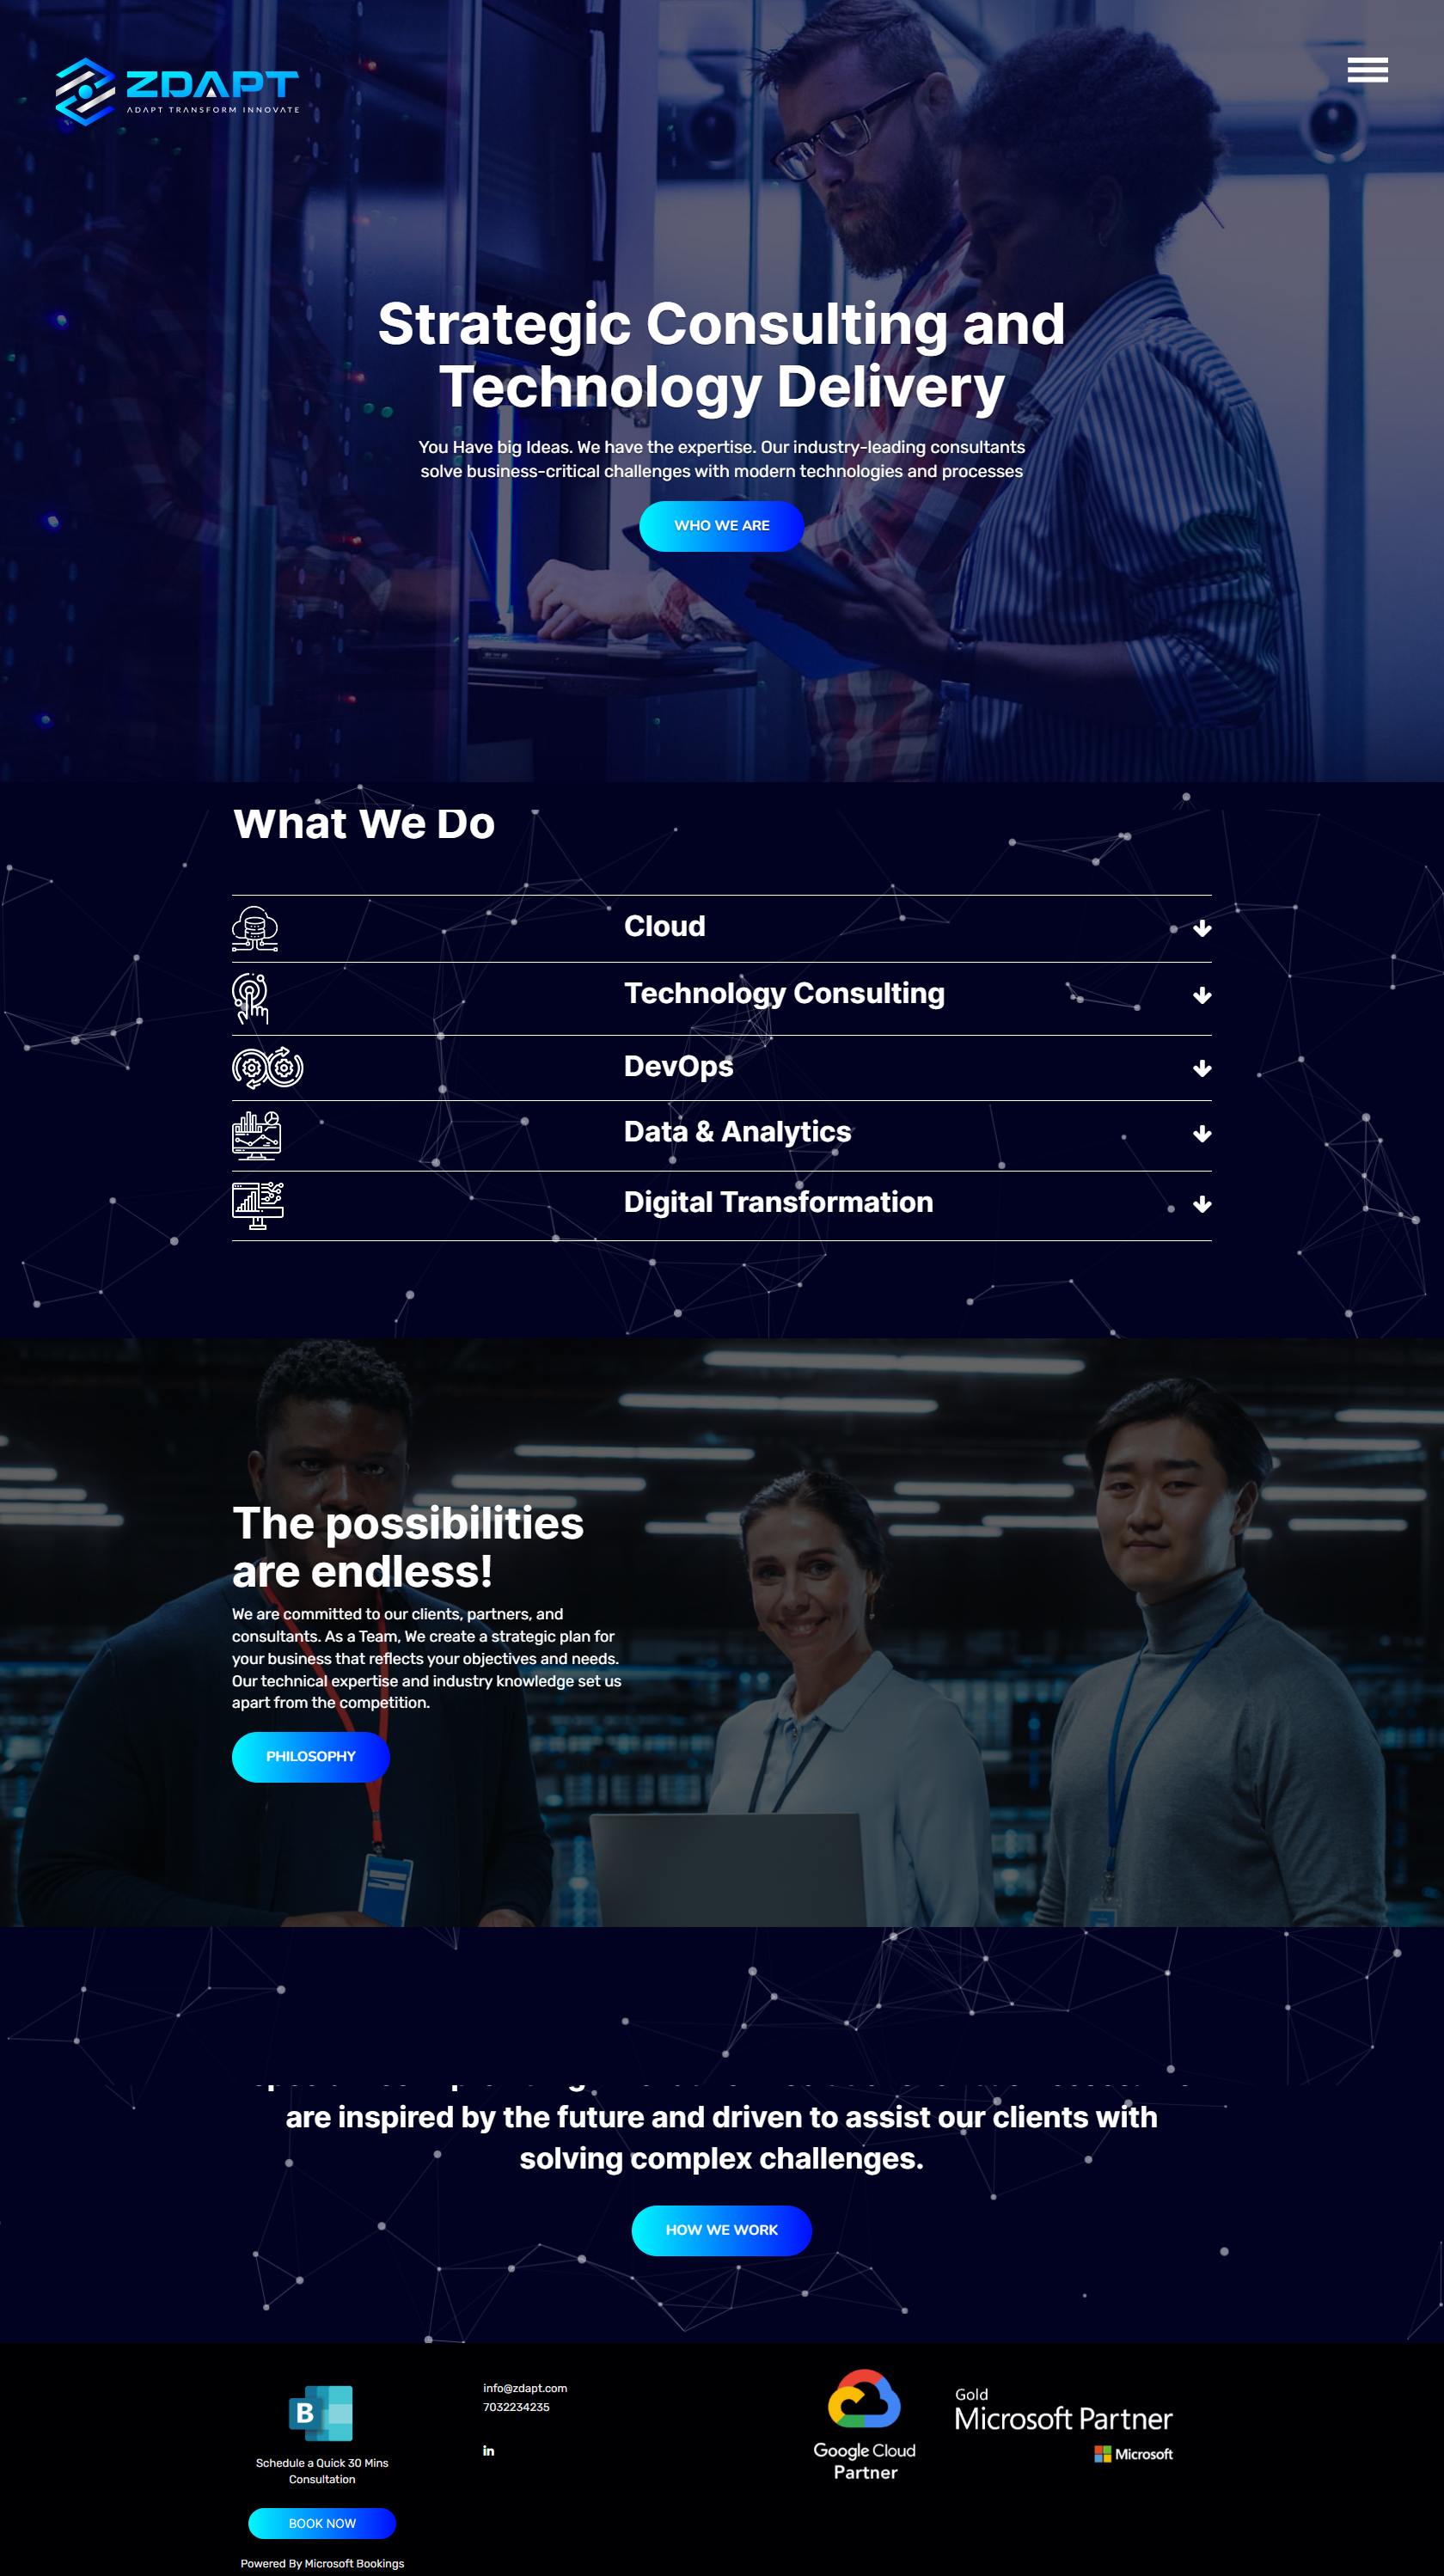 ZDAPT
ADAPT TRANSFORM INNOVATE
Strategic Consulting and
Technology Delivery
You Have big Ideas. We have the expertise. Our industry-leading consultants
solve business-critical challenges with modern technologies and processes
WHO WE ARE
What We Do
Cloud
Technology Consulting
DevOps
Data & Analytics
Digital Transformation
The possibilities
are endless!
We are committed to our clients, partners, and
consultants. As a Team, We create a strategic plan for
your business that reflects your objectives and needs.
Our technical expertise and industry knowledge set us
apart from the competition.
PHILOSOPHY
are inspired by the future and driven to assist our clients with
solving complex challenges.
HOW WE WORK
B
Schedule a Quick 30 Mins
Consultation
BOOK NOW
Powered By Microsoft Bookings
info@zdapt.com
7032234235
in
Google Cloud
Partner
Gold
Microsoft Partner
Microsoft